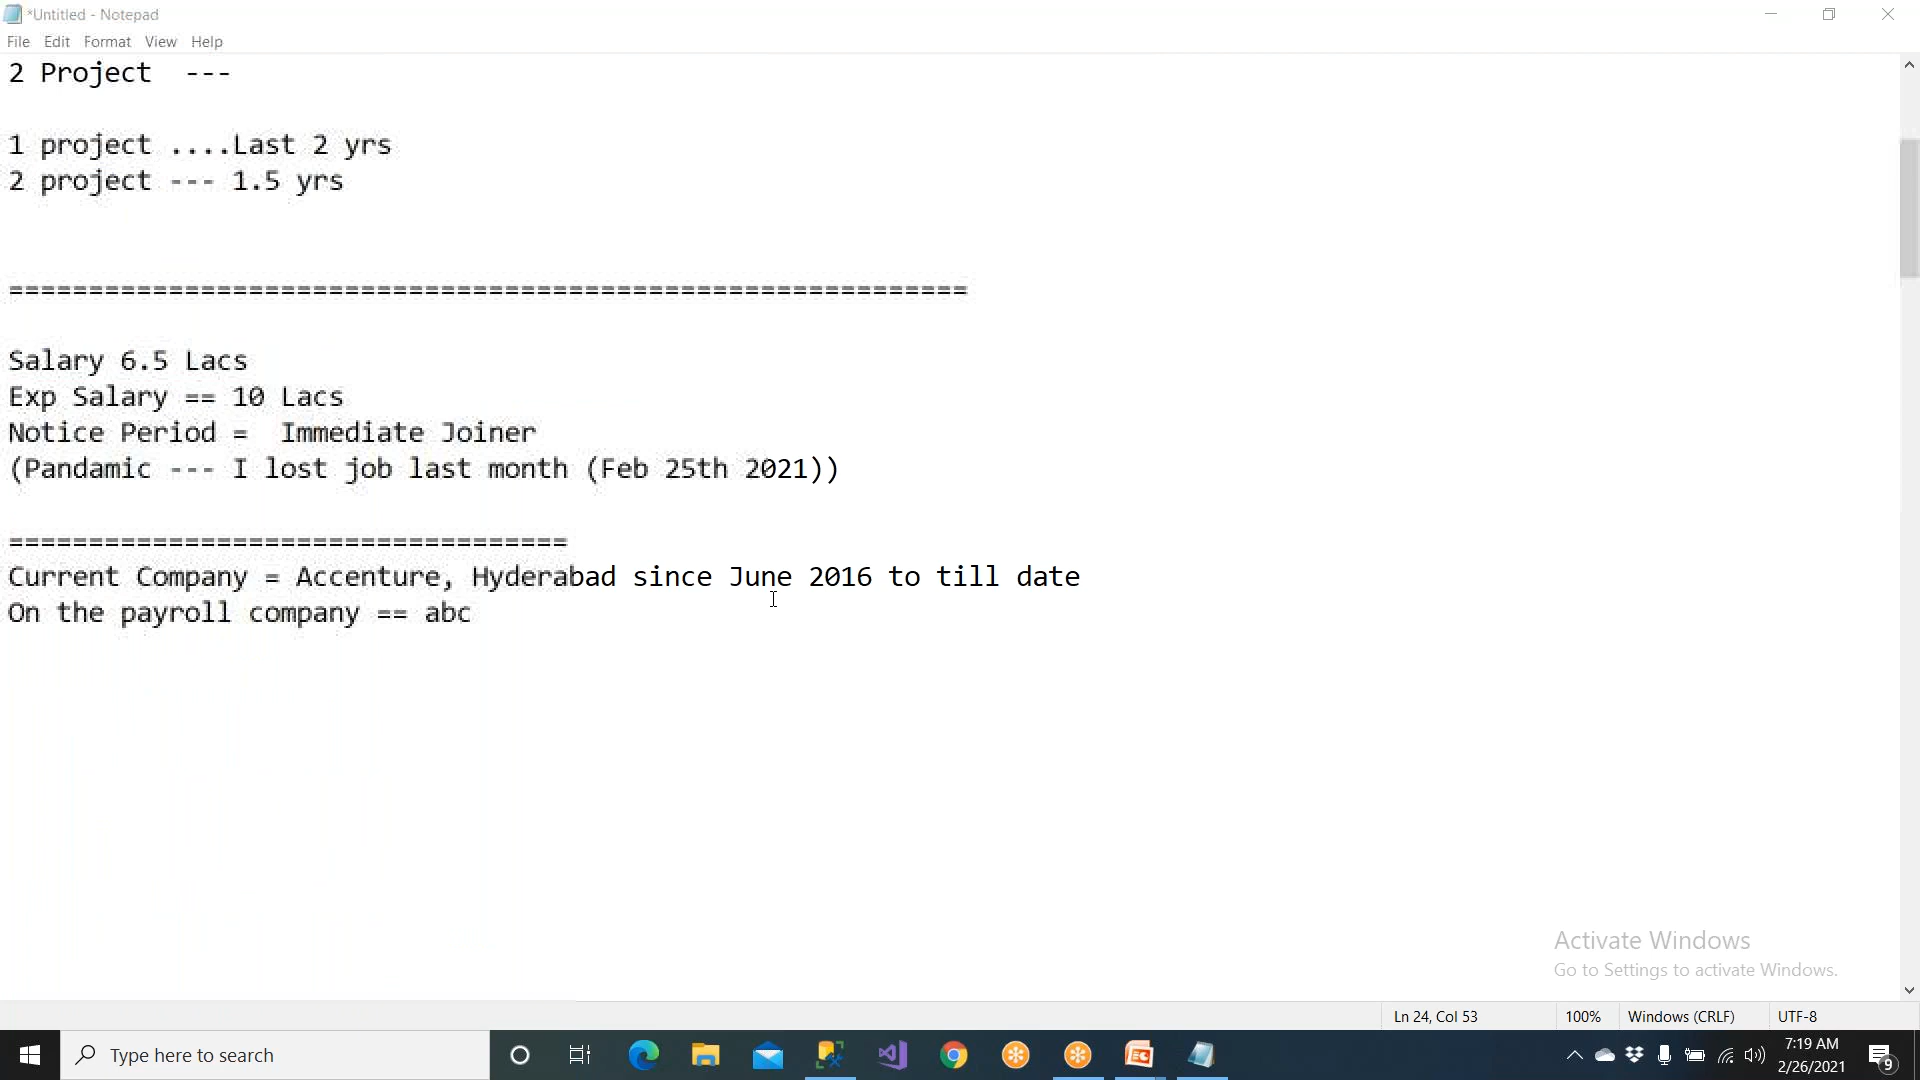 *Untitled - Notepad
File Edit Format View Help
2 Project  ---
1 project ....Last 2 yrs
2 project --- 1.5 yrs
============================================================
Salary 6.5 Lacs
Exp Salary == 10 Lacs
Notice Period =  Immediate Joiner
(Pandamic --- I lost job last month (Feb 25th 2021))
===================================
Current Company = Accenture, Hyderabad since June 2016 to till date
On the payroll company == abc
Activate Windows
Go to Settings to activate Windows.
Ln 24, Col 53 100% Windows (CRLF) UTF-8
Type here to search
7:19 AM
2/26/2021
9